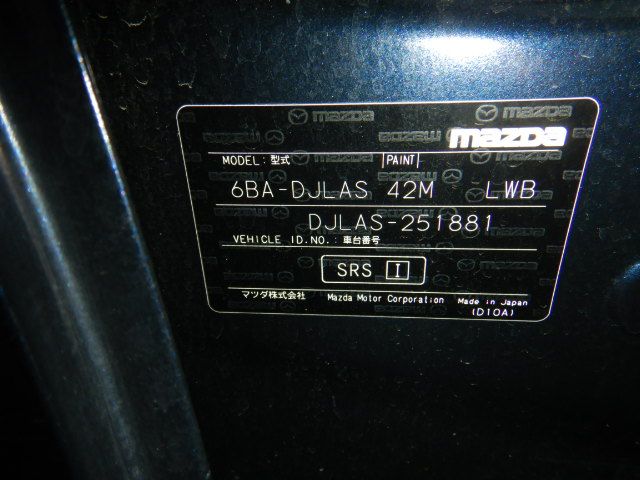 mazda
MODEL: 型式 PAINT
6BA-DJLAS 42M LWB
DJLAS-251881
VEHICLE ID.NO.: 車台番号
SRS I
マツダ株式会社 Mazda Motor Corporation Made in Japan
(D10A)